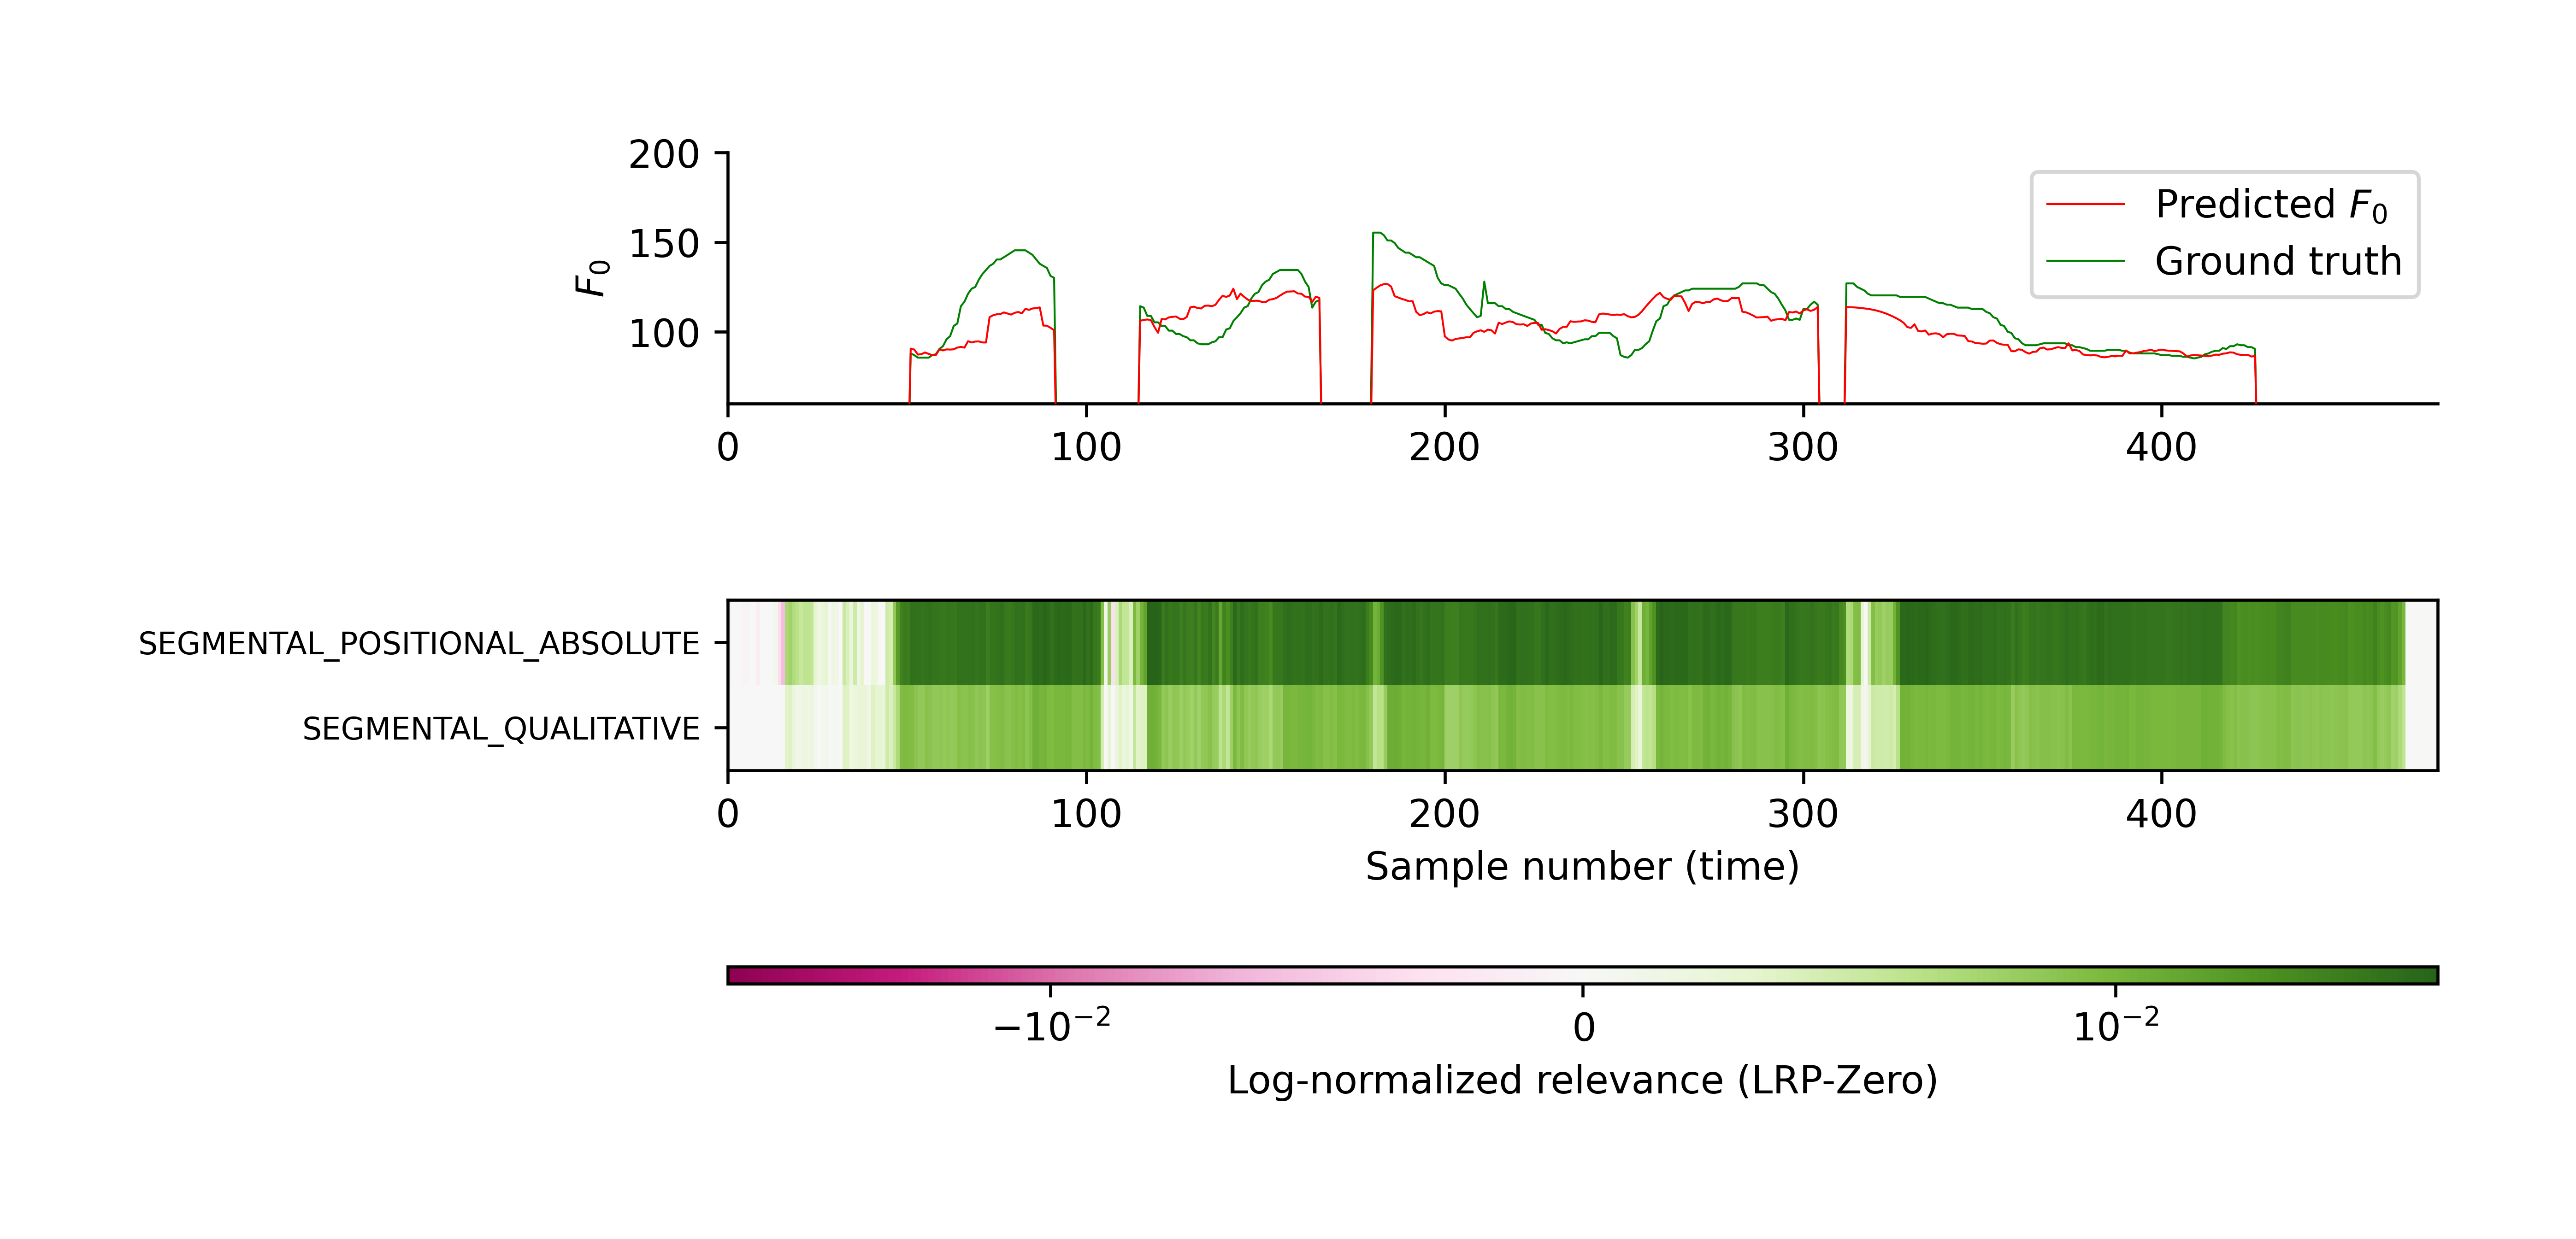 200
150
100
F₀
Predicted F₀
Ground truth
0 100 200 300 400
SEGMENTAL_POSITIONAL_ABSOLUTE
SEGMENTAL_QUALITATIVE
0 100 200 300 400
Sample number (time)
−10⁻² 0 10⁻²
Log-normalized relevance (LRP-Zero)